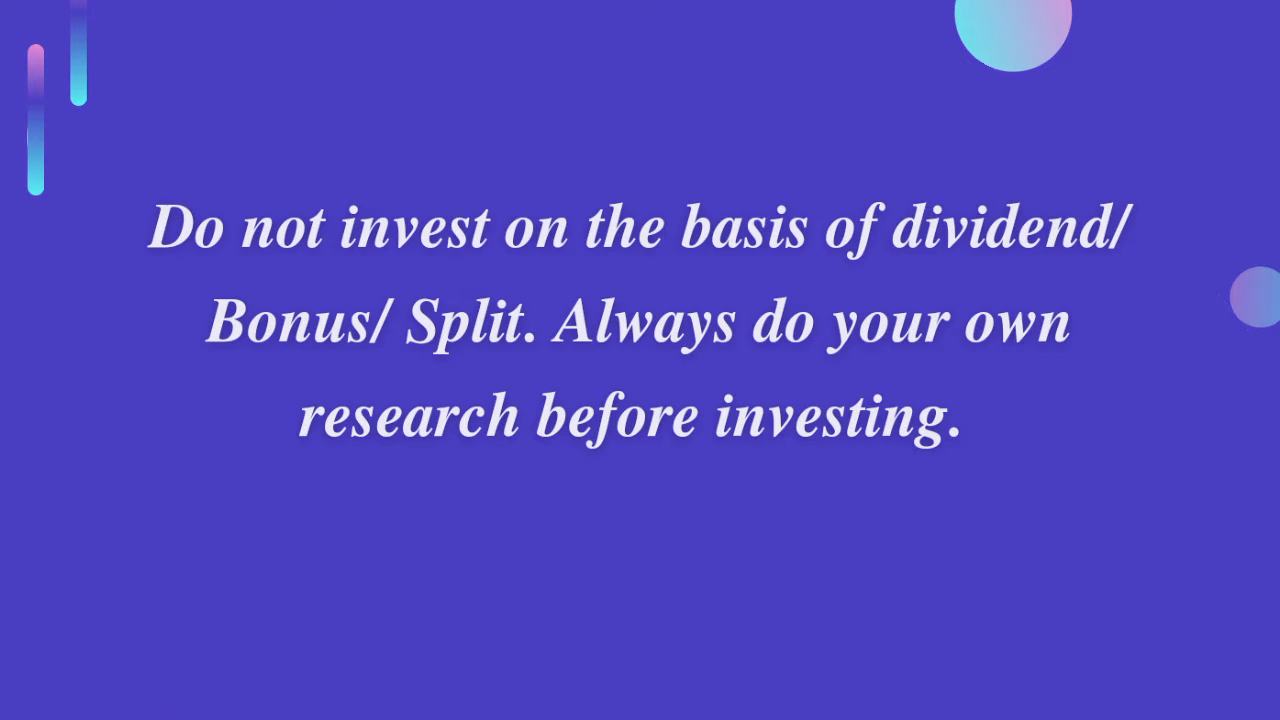 Do not invest on the basis of dividend/
Bonus/ Split. Always do your own
research before investing.